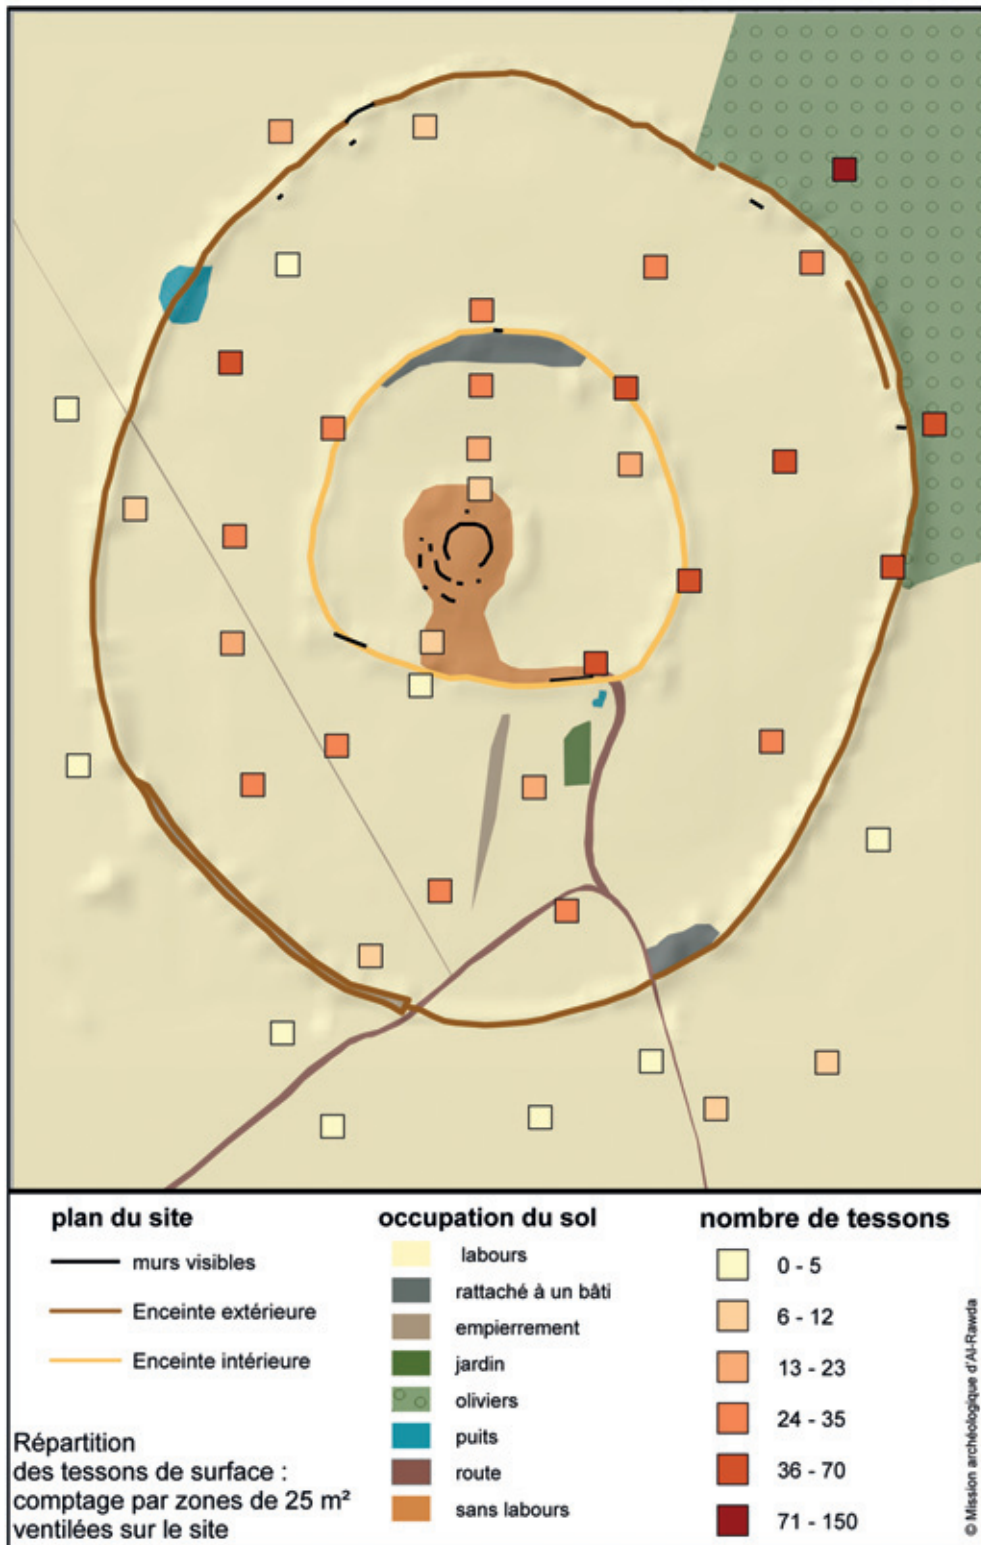 plan du site
murs visibles
Enceinte extérieure
Enceinte intérieure
Répartition
des tessons de surface :
comptage par zones de 25 m²
ventilées sur le site
occupation du sol
labours
rattaché à un bâti
empierrement
jardin
oliviers
puits
route
sans labours
nombre de tessons
0 - 5
6 - 12
13 - 23
24 - 35
36 - 70
71 - 150
© Mission archéologique d'Al-Rawda